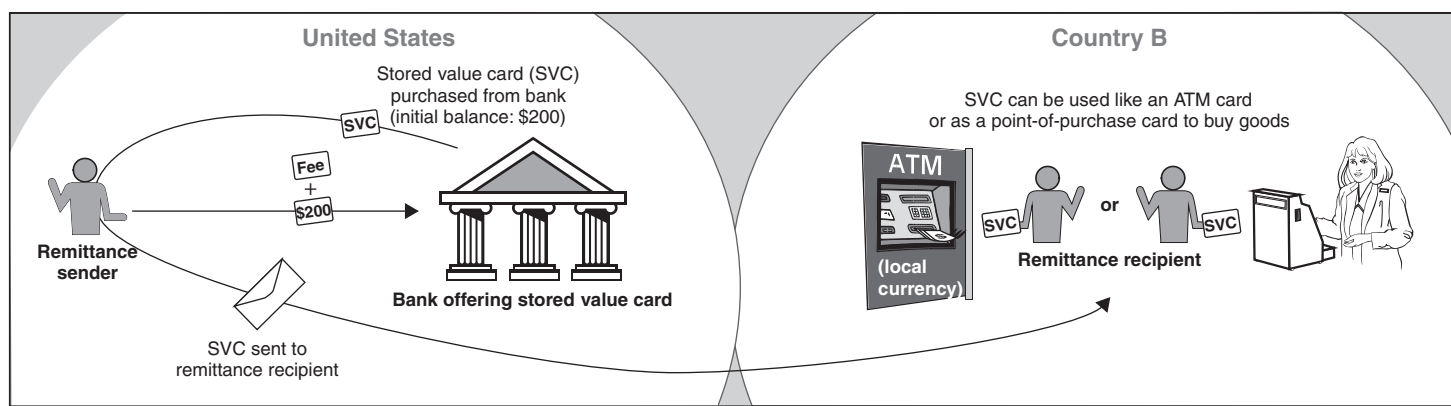 United States
Stored value card (SVC)
purchased from bank
(initial balance: $200)
SVC
Fee
+
$200
Remittance
sender
Bank offering stored value card
SVC sent to
remittance recipient
Country B
SVC can be used like an ATM card
or as a point-of-purchase card to buy goods
ATM
(local
currency)
SVC
or
SVC
Remittance recipient